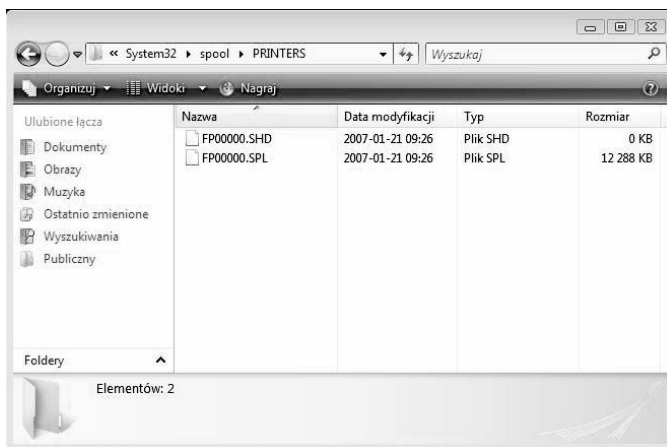 « System32 ▸ spool ▸ PRINTERS
Wyszukaj
Organizuj
Widoki
Nagraj
Ulubione łącza
Dokumenty
Obrazy
Muzyka
Ostatnio zmienione
Wyszukiwania
Publiczny
Foldery
Nazwa Data modyfikacji Typ Rozmiar
FP00000.SHD 2007-01-21 09:26 Plik SHD 0 KB
FP00000.SPL 2007-01-21 09:26 Plik SPL 12 288 KB
Elementów: 2